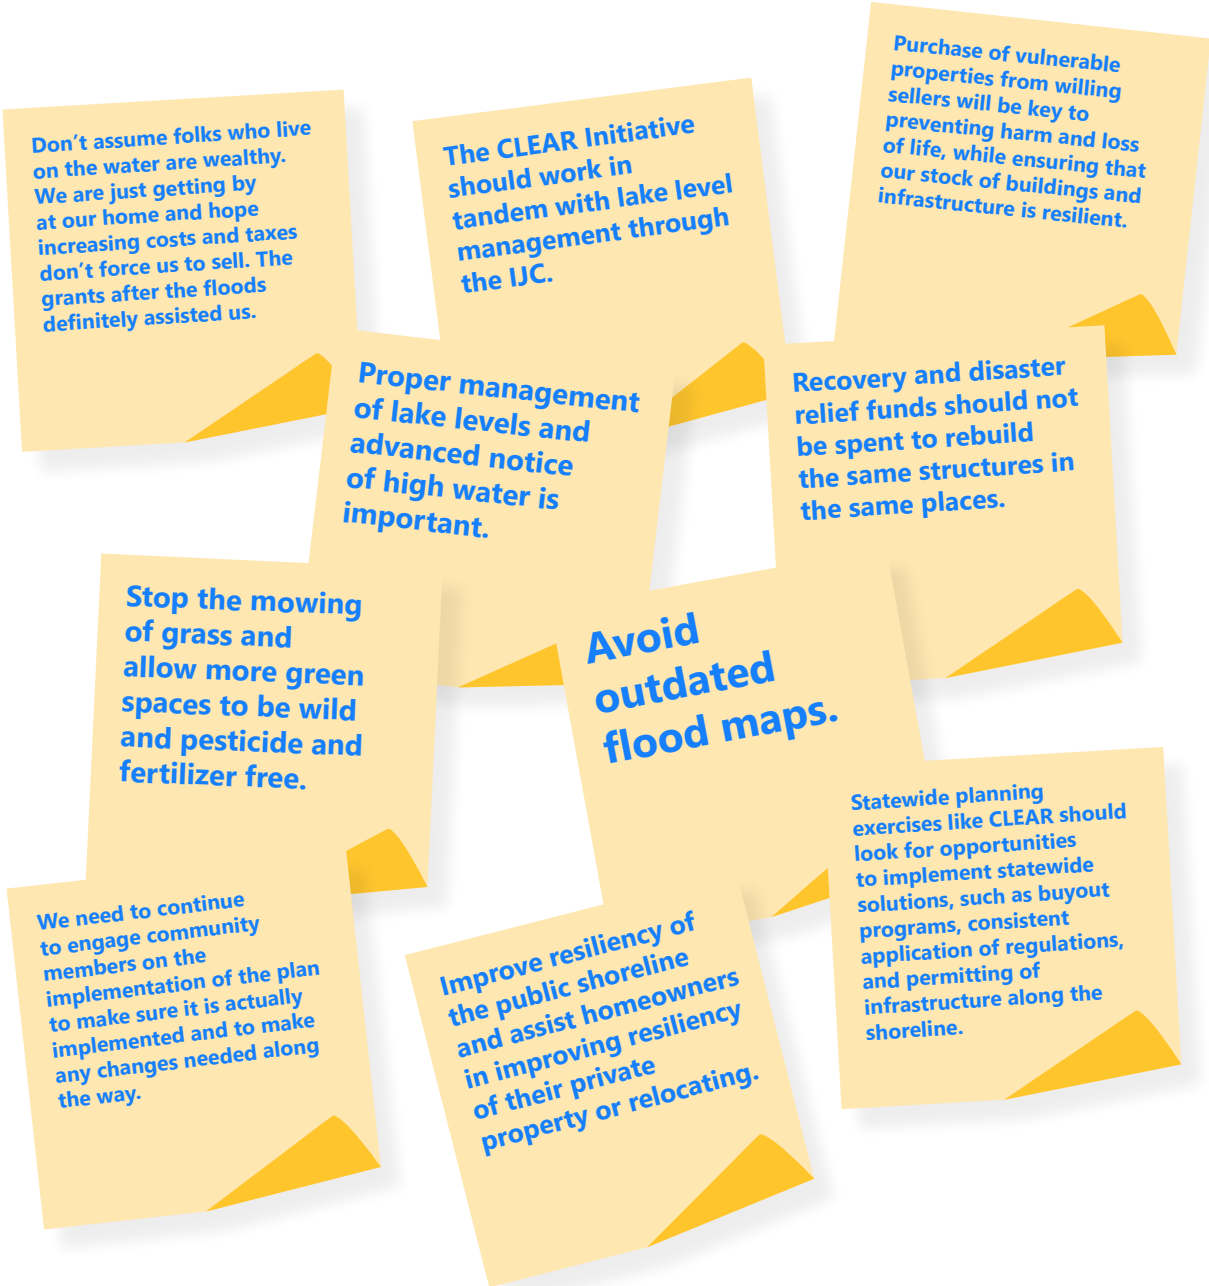 Don’t assume folks who live
on the water are wealthy.
We are just getting by
at our home and hope
increasing costs and taxes
don’t force us to sell. The
grants after the floods
definitely assisted us.
The CLEAR Initiative
should work in
tandem with lake level
management through
the IJC.
Purchase of vulnerable
properties from willing
sellers will be key to
preventing harm and loss
of life, while ensuring that
our stock of buildings and
infrastructure is resilient.
Proper management
of lake levels and
advanced notice
of high water is
important.
Recovery and disaster
relief funds should not
be spent to rebuild
the same structures in
the same places.
Stop the mowing
of grass and
allow more green
spaces to be wild
and pesticide and
fertilizer free.
Avoid
outdated
flood maps.
Statewide planning
exercises like CLEAR should
look for opportunities
to implement statewide
solutions, such as buyout
programs, consistent
application of regulations,
and permitting of
infrastructure along the
shoreline.
We need to continue
to engage community
members on the
implementation of the plan
to make sure it is actually
implemented and to make
any changes needed along
the way.
Improve resiliency of
the public shoreline
and assist homeowners
in improving resiliency
of their private
property or relocating.